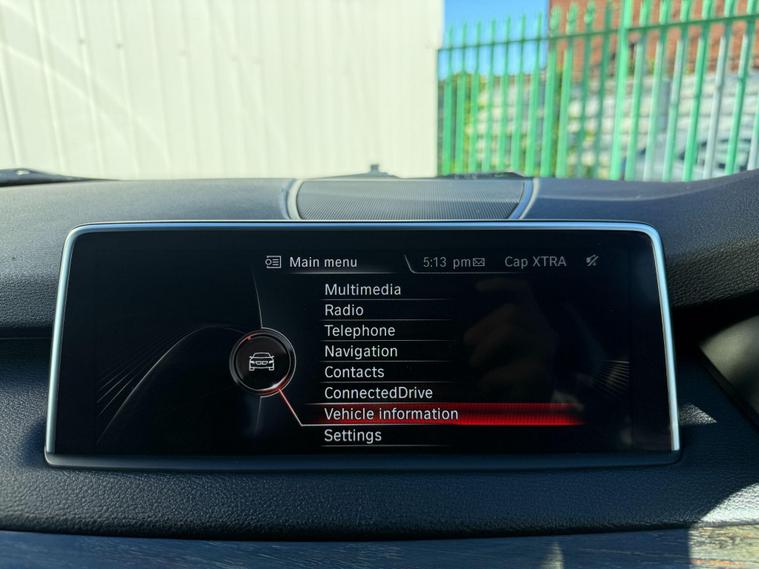 Main menu 5:13 pm Cap XTRA
Multimedia
Radio
Telephone
Navigation
Contacts
ConnectedDrive
Vehicle information
Settings